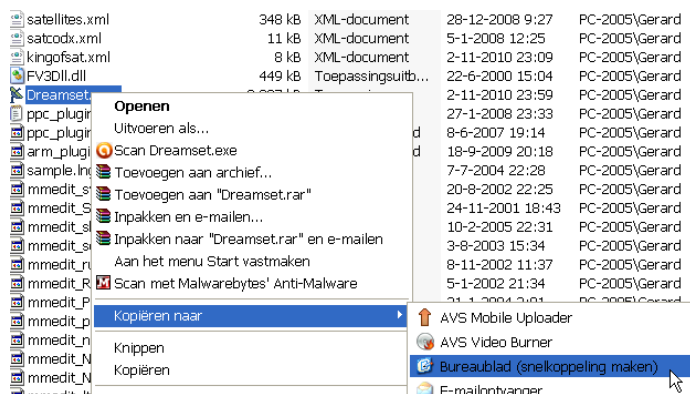 satellites.xml 348 kB XML-document 28-12-2008 9:27 PC-2005\Gerard
satcodx.xml 11 kB XML-document 5-1-2008 12:25 PC-2005\Gerard
kingofsat.xml 8 kB XML-document 2-11-2010 23:09 PC-2005\Gerard
FV3Dll.dll 449 kB Toepassingsuitb... 22-6-2000 15:04 PC-2005\Gerard
Dreamset. 2-11-2010 23:59 PC-2005\Gerard
ppc_plugin 27-1-2008 23:33 PC-2005\Gerard
ppc_plugin d 8-6-2007 19:14 PC-2005\Gerard
arm_plugi d 18-9-2009 20:18 PC-2005\Gerard
sample.lng 7-7-2004 22:28 PC-2005\Gerard
mmedit_s 20-8-2002 22:25 PC-2005\Gerard
mmedit_S 24-11-2001 18:43 PC-2005\Gerard
mmedit_sl 10-2-2005 22:31 PC-2005\Gerard
mmedit_s 3-8-2003 15:34 PC-2005\Gerard
mmedit_ru 8-11-2002 11:37 PC-2005\Gerard
mmedit_R 5-1-2002 21:34 PC-2005\Gerard
mmedit_P PC-2005\Gerard
mmedit_p
mmedit_n
mmedit_N
mmedit_N
Openen
Uitvoeren als...
Scan Dreamset.exe
Toevoegen aan archief...
Toevoegen aan "Dreamset.rar"
Inpakken en e-mailen...
Inpakken naar "Dreamset.rar" en e-mailen
Aan het menu Start vastmaken
Scan met Malwarebytes' Anti-Malware
Kopiëren naar
Knippen
Kopiëren
AVS Mobile Uploader
AVS Video Burner
Bureaublad (snelkoppeling maken)
E-mailontvanger